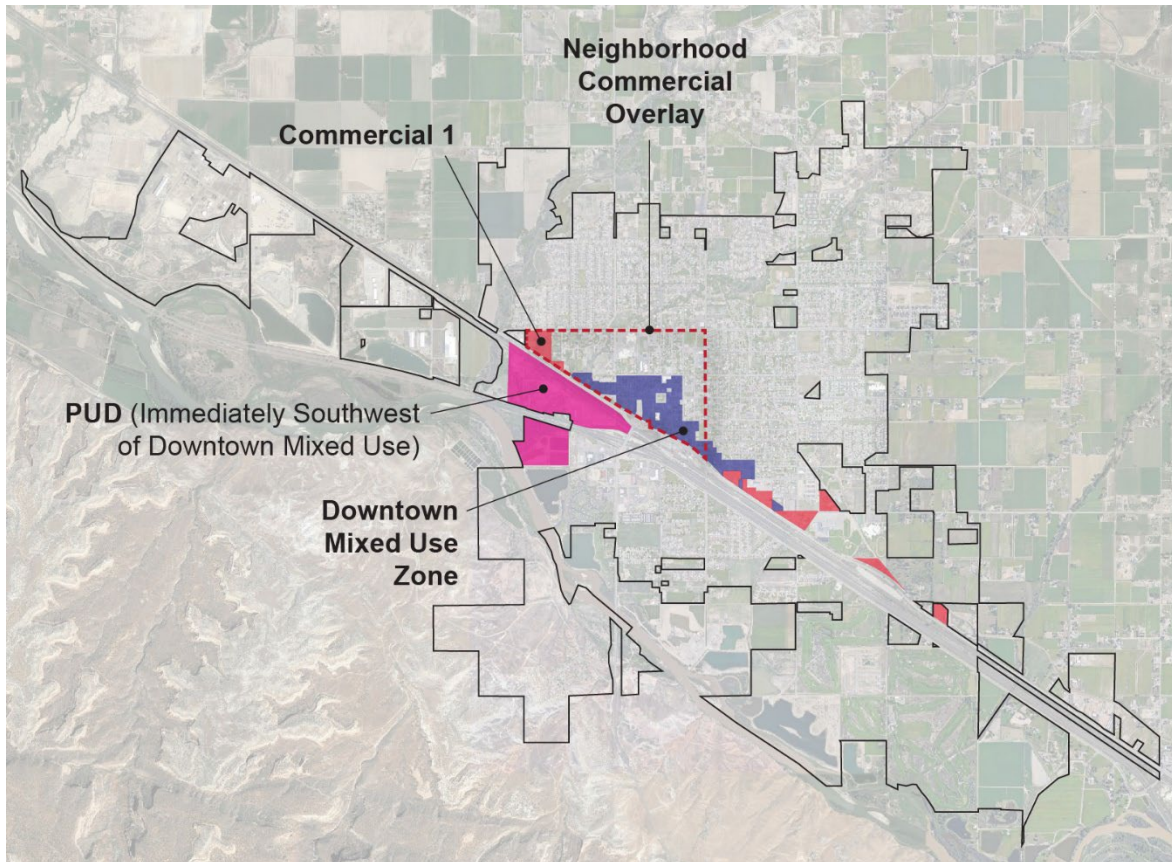 Neighborhood
Commercial
Overlay
Commercial 1
PUD (Immediately Southwest
of Downtown Mixed Use)
Downtown
Mixed Use
Zone